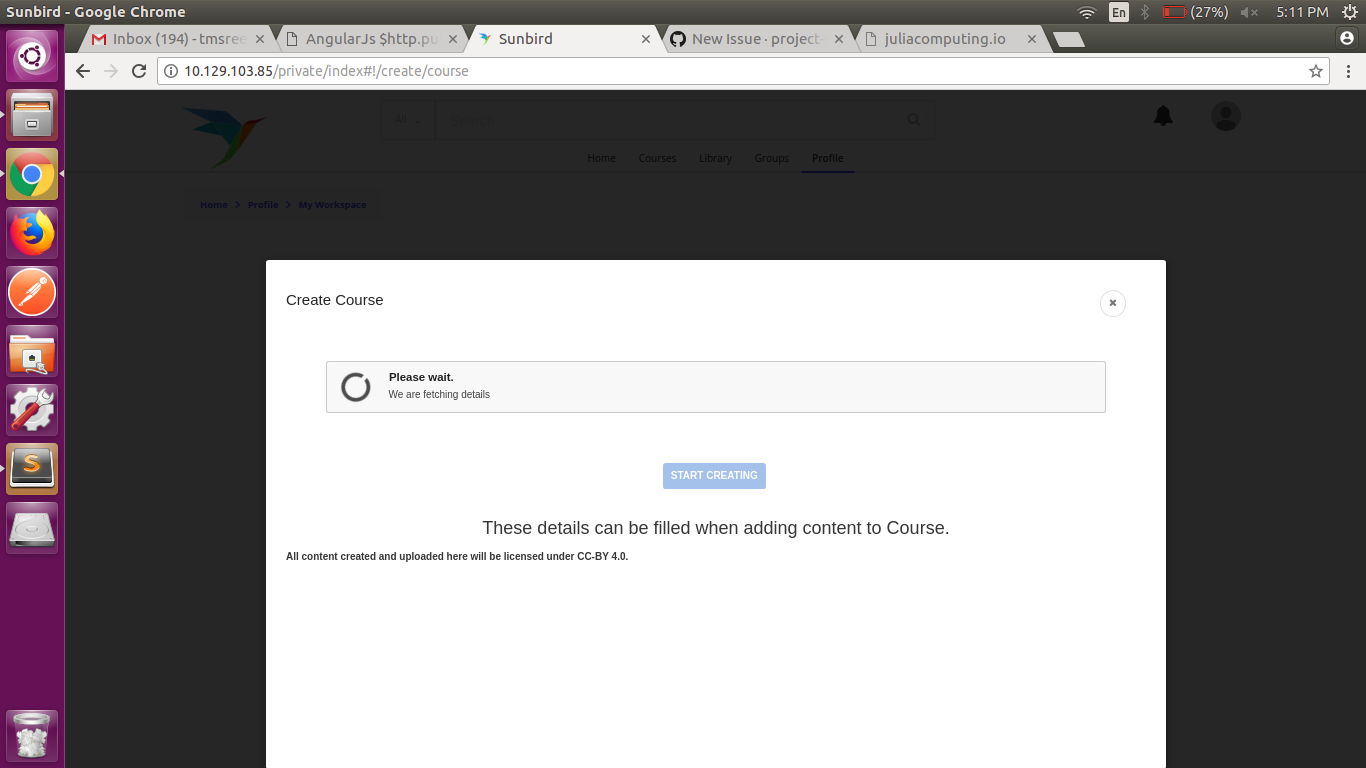 Sunbird - Google Chrome
En
(27%)
5:11 PM
Inbox (194) - tmsree
AngularJs $http.pu
Sunbird
New Issue · project-
juliacomputing.io
10.129.103.85/private/index#!/create/course
All
Search
Home
Courses
Library
Groups
Profile
Home
Profile
My Workspace
Create Course
Please wait.
We are fetching details
START CREATING
These details can be filled when adding content to Course.
All content created and uploaded here will be licensed under CC-BY 4.0.